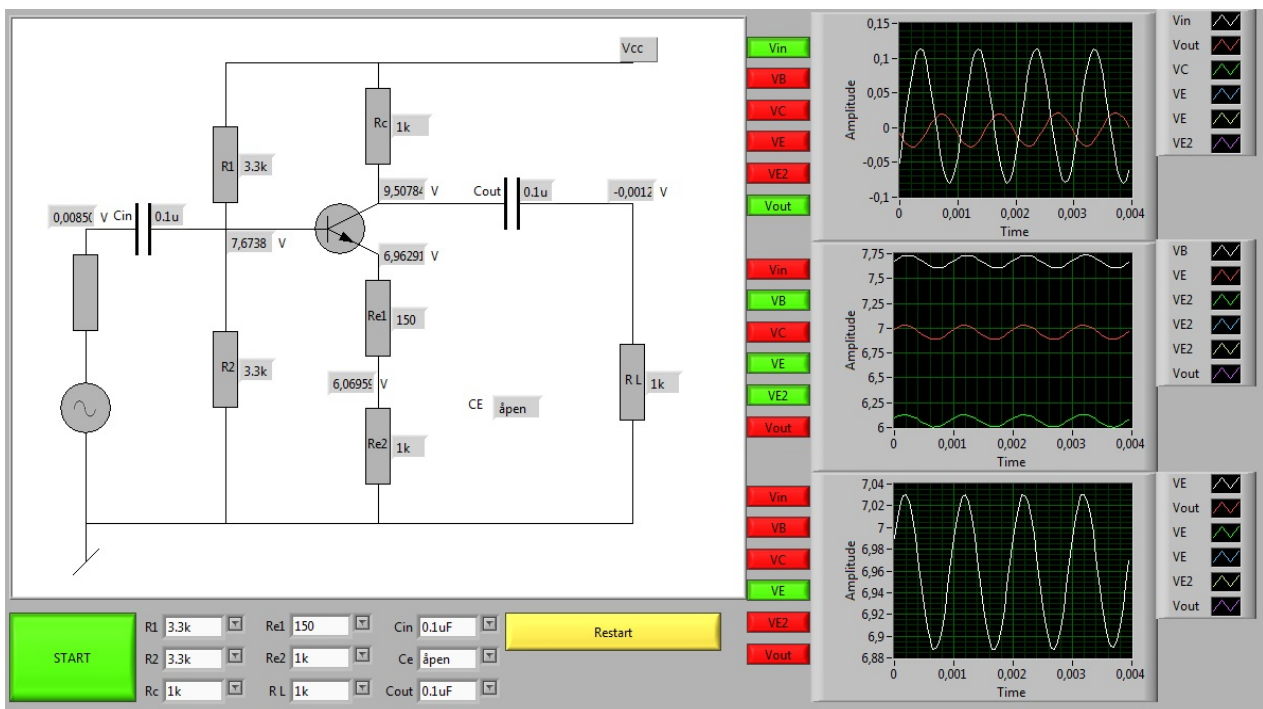 Vcc
Rc 1k
R1 3.3k
9,50784 V
Cout 0.1u
-0,0012 V
0,00850 V Cin 0.1u
7,6738 V
6,96291 V
Re1 150
R2 3.3k
6,06959 V
R L 1k
CE åpen
Re2 1k
START
R1 3.3k Re1 150 Cin 0.1uF
R2 3.3k Re2 1k Ce åpen
Rc 1k R L 1k Cout 0.1uF
Restart
Vin
VB
VC
VE
VE2
Vout
Vin
VB
VC
VE
VE2
Vout
Vin
VB
VC
VE
VE2
Vout
Amplitude
0,15
0,1
0,05
0
-0,05
-0,1
0 0,001 0,002 0,003 0,004
Time
Vin
Vout
VC
VE
VE
VE2
Amplitude
7,75
7,5
7,25
7
6,75
6,5
6,25
6
0 0,001 0,002 0,003 0,004
Time
VB
VE
VE2
VE2
VE2
Vout
Amplitude
7,04
7,02
7
6,98
6,96
6,94
6,92
6,9
6,88
0 0,001 0,002 0,003 0,004
Time
VE
Vout
VE
VE
VE2
Vout